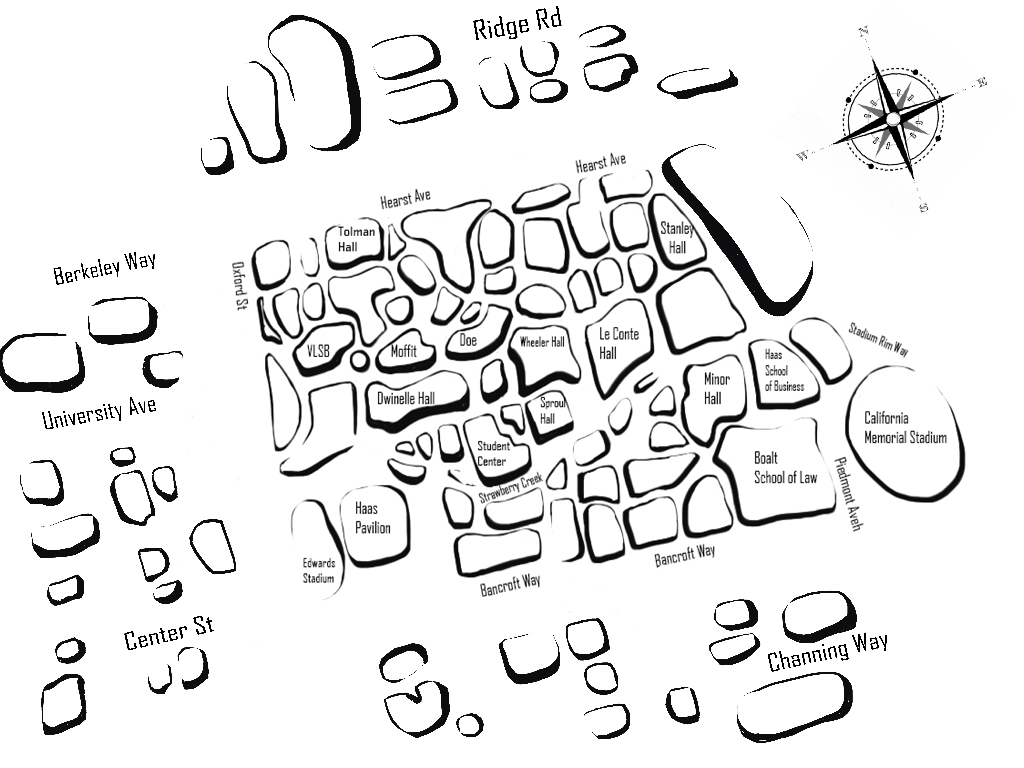 Ridge Rd
N
E
W
S
Hearst Ave
Hearst Ave
Tolman
Hall
Stanley
Hall
Berkeley Way
Oxford St
University Ave
VLSB
Moffit
Doe
Wheeler Hall
Le Conte
Hall
Stadium Rim Way
Haas
School
of Business
Dwinelle Hall
Minor
Hall
Sproul
Hall
California
Memorial Stadium
Student
Center
Boalt
School of Law
Strawberry Creek
Piedmont Aveh
Haas
Pavilion
Edwards
Stadium
Bancroft Way
Bancroft Way
Center St
Channing Way